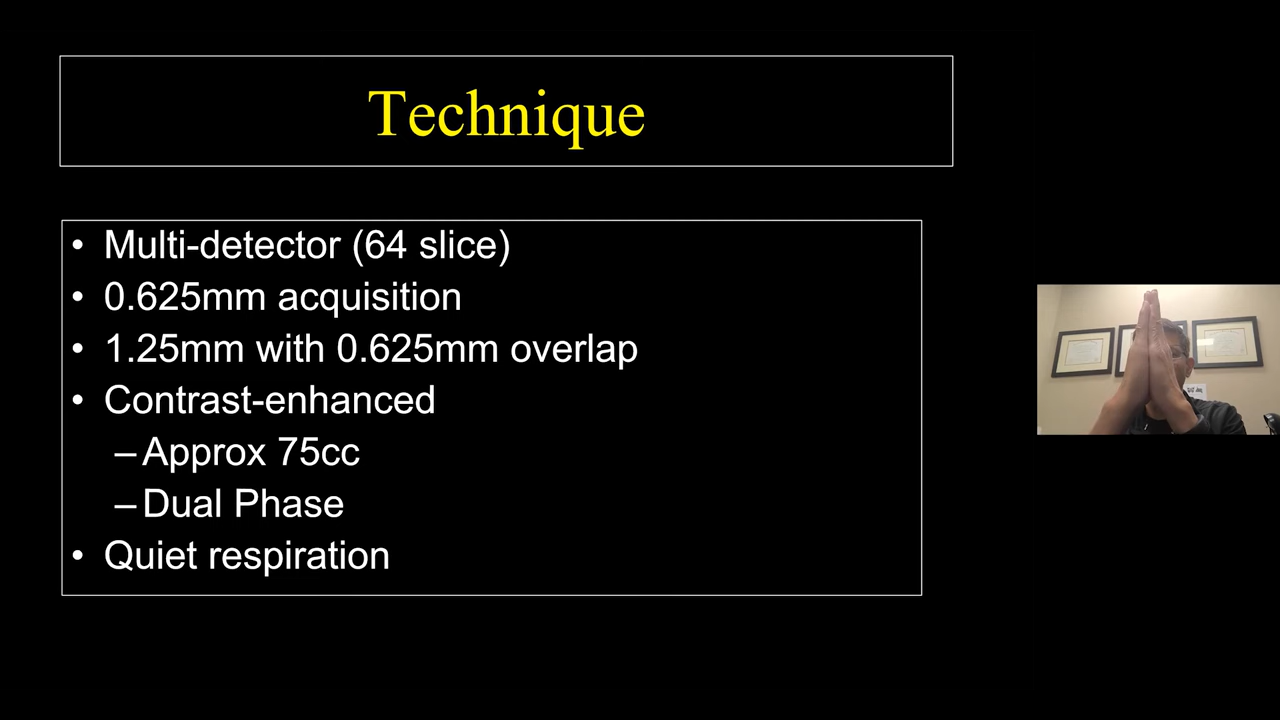 Technique
• Multi-detector (64 slice)
• 0.625mm acquisition
• 1.25mm with 0.625mm overlap
• Contrast-enhanced
–Approx 75cc
–Dual Phase
• Quiet respiration